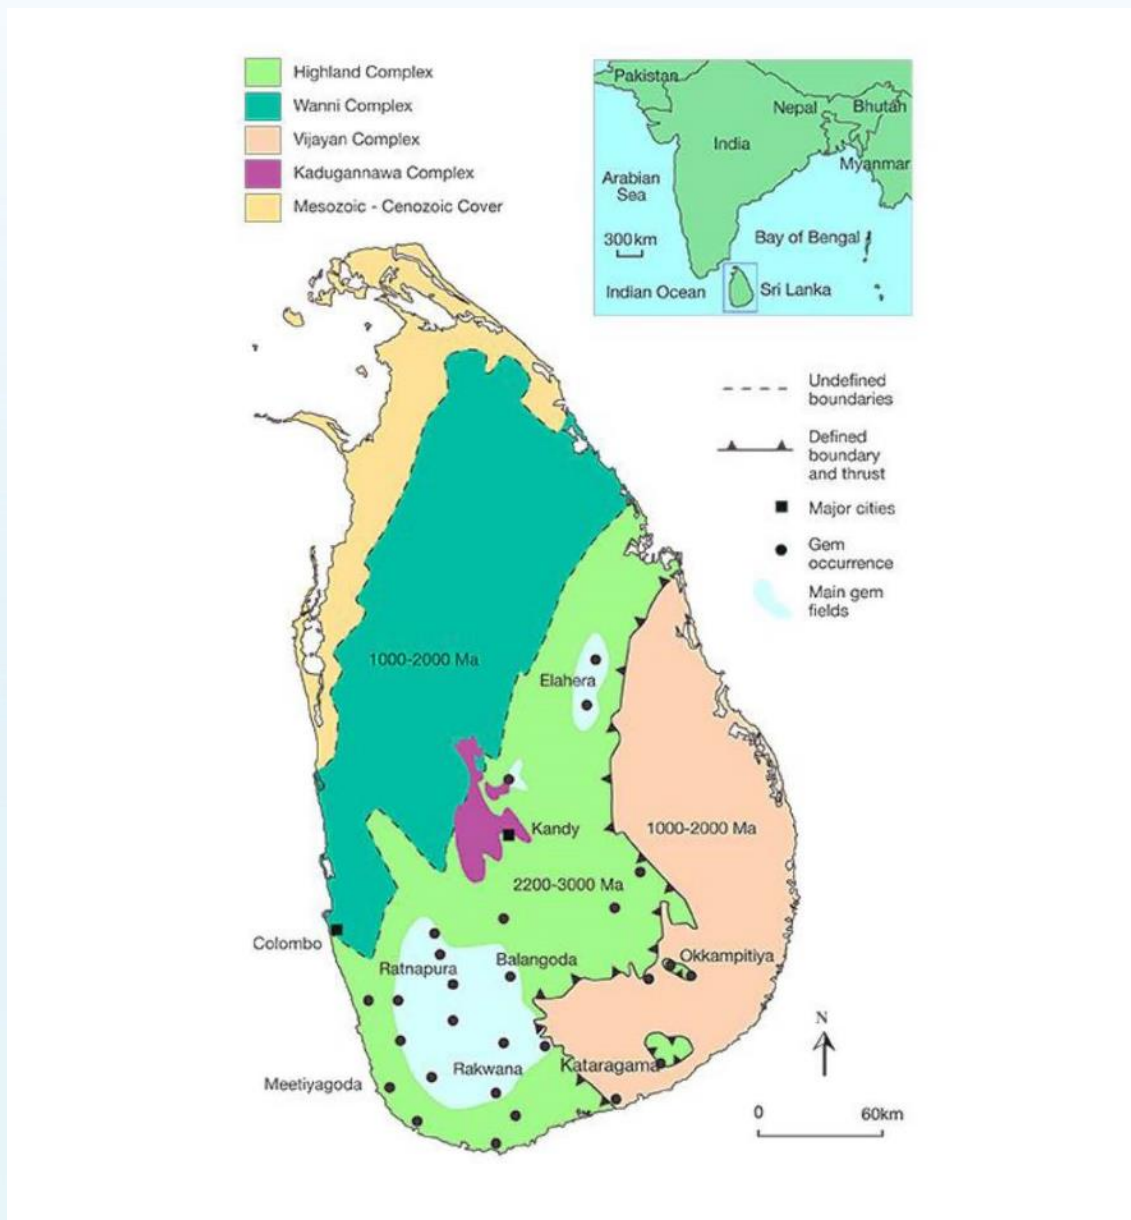 Highland Complex
Wanni Complex
Vijayan Complex
Kadugannawa Complex
Mesozoic - Cenozoic Cover
Pakistan
Nepal
Bhutan
India
Myanmar
Arabian
Sea
300km
Bay of Bengal
Indian Ocean
Sri Lanka
Undefined
boundaries
Defined
boundary
and thrust
Major cities
Gem
occurrence
Main gem
fields
1000-2000 Ma
Elahera
Kandy
1000-2000 Ma
2200-3000 Ma
Colombo
Ratnapura
Balangoda
Okkampitiya
Rakwana
Kataragama
Meetiyagoda
N
0 60km